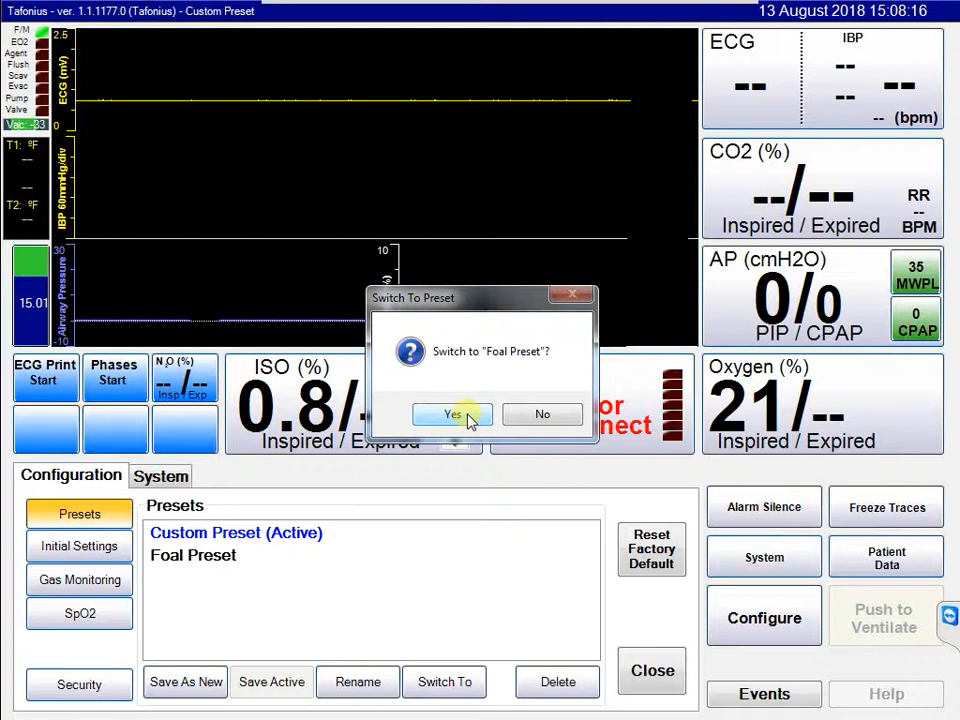 Tafonius - ver. 1.1.1177.0 (Tafonius) - Custom Preset
13 August 2018 15:08:16
F/M
EO2
Agent
Flush
Scav
Evac
Pump
Valve
Vac: -33
T1: ºF
--
--
T2: ºF
--
2.5
ECG (mV)
0
IBP 60mmHg/div
30
Airway Pressure
-10
10
15.01
ECG
--
IBP
--
--
--
-- (bpm)
CO2 (%)
--/--
Inspired / Expired
RR
--
BPM
AP (cmH2O)
0/0
PIP / CPAP
35
MWPL
0
CPAP
Switch To Preset
Switch to "Foal Preset"?
Yes
No
ECG Print
Start
Phases
Start
N2O (%)
-- /--
Insp Exp
ISO (%)
0.8/-
Inspired / Expired
or
nnect
Oxygen (%)
21/--
Inspired / Expired
Configuration
System
Presets
Initial Settings
Gas Monitoring
SpO2
Security
Presets
Custom Preset (Active)
Foal Preset
Reset
Factory
Default
Save As New
Save Active
Rename
Switch To
Delete
Close
Alarm Silence
Freeze Traces
System
Patient
Data
Configure
Push to
Ventilate
Events
Help